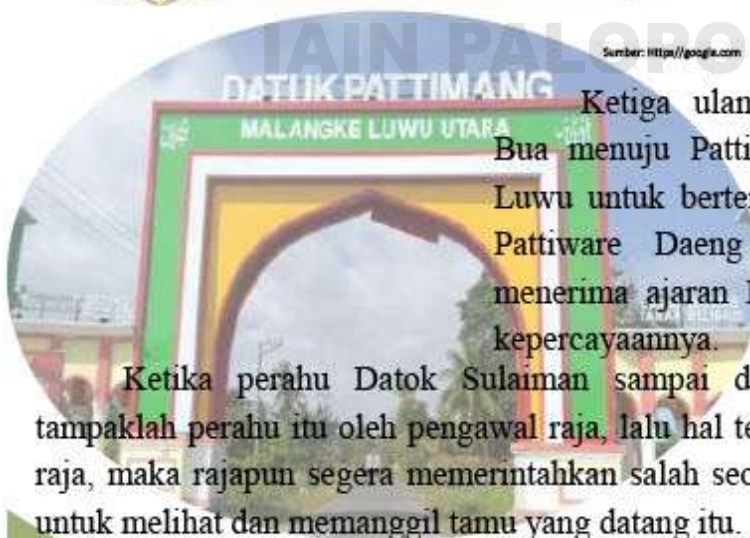 IAIN PALOPO
Sumber: Https//google.com
DATUK PATTIMANG
MALANGKE LUWU UTARA
Ketiga ulan
Bua menuju Patti
Luwu untuk berte
Pattiware Daeng
menerima ajaran
kepercayaannya.
Ketika perahu Datok Sulaiman sampai d
tampaklah perahu itu oleh pengawal raja, lalu hal te
raja, maka rajapun segera memerintahkan salah seo
untuk melihat dan memanggil tamu yang datang itu.